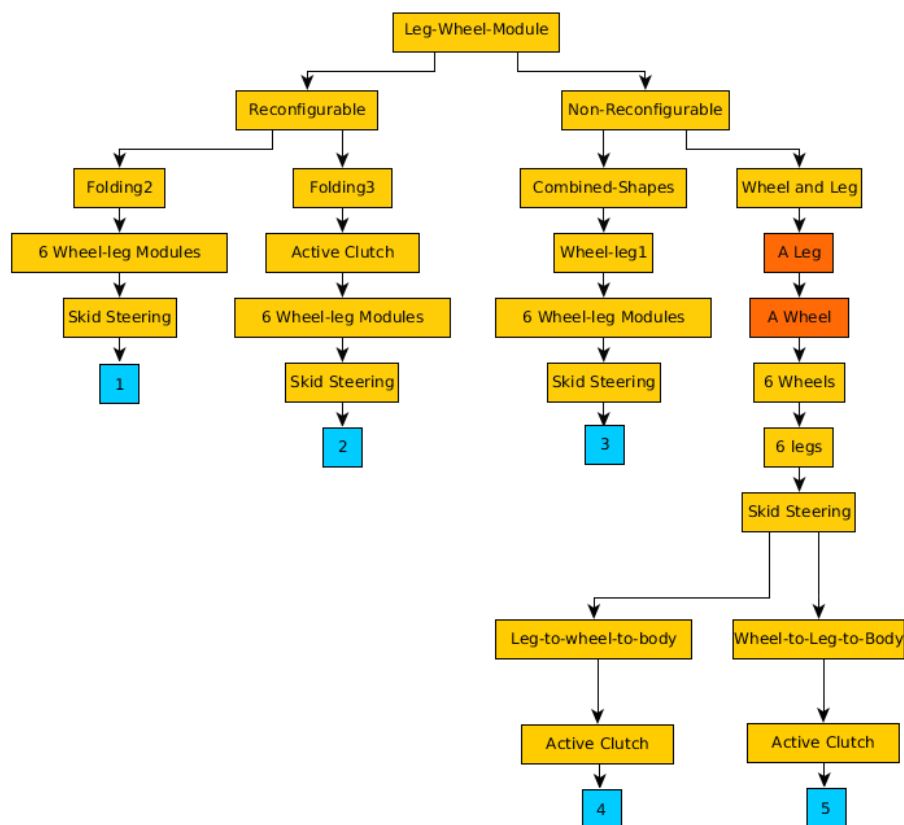 Leg-Wheel-Module
Reconfigurable
Non-Reconfigurable
Folding2
Folding3
Combined-Shapes
Wheel and Leg
6 Wheel-leg Modules
Active Clutch
Wheel-leg1
A Leg
Skid Steering
6 Wheel-leg Modules
6 Wheel-leg Modules
A Wheel
1
Skid Steering
Skid Steering
6 Wheels
2
3
6 legs
Skid Steering
Leg-to-wheel-to-body
Wheel-to-Leg-to-Body
Active Clutch
Active Clutch
4
5